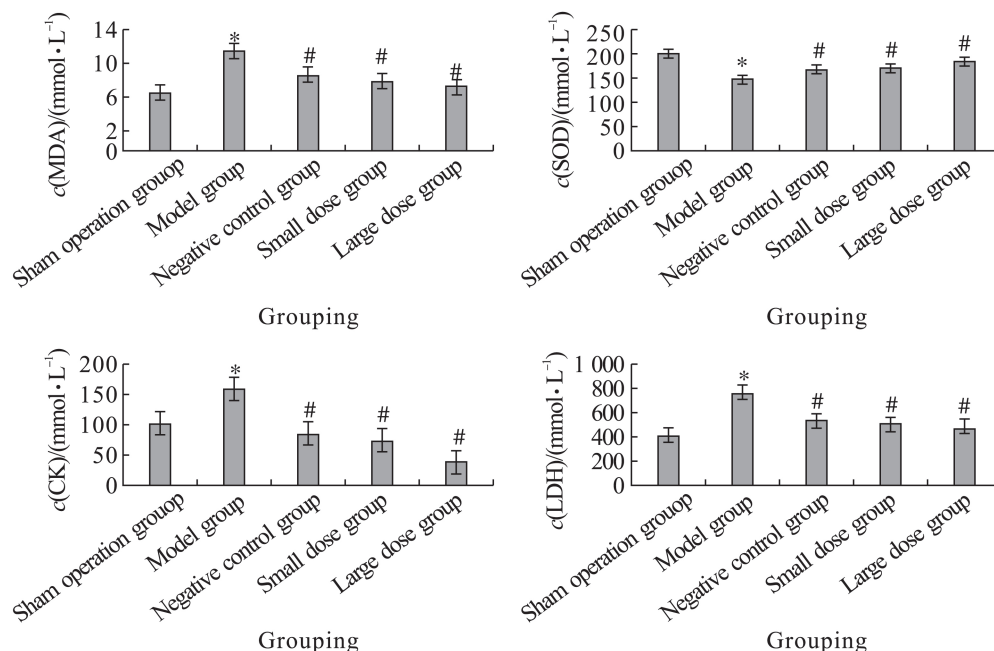 c(MDA)/(mmol·L⁻¹)
14
10
6
2
0
*
#
#
#
Sham operation grouop
Model group
Negative control group
Small dose group
Large dose group
Grouping
c(SOD)/(mmol·L⁻¹)
250
200
150
100
50
0
*
#
#
#
Sham operation grouop
Model group
Negative control group
Small dose group
Large dose group
Grouping
c(CK)/(mmol·L⁻¹)
200
150
100
50
0
*
#
#
#
Sham operation grouop
Model group
Negative control group
Small dose group
Large dose group
Grouping
c(LDH)/(mmol·L⁻¹)
1 000
800
600
400
200
0
*
#
#
#
Sham operation grouop
Model group
Negative control group
Small dose group
Large dose group
Grouping